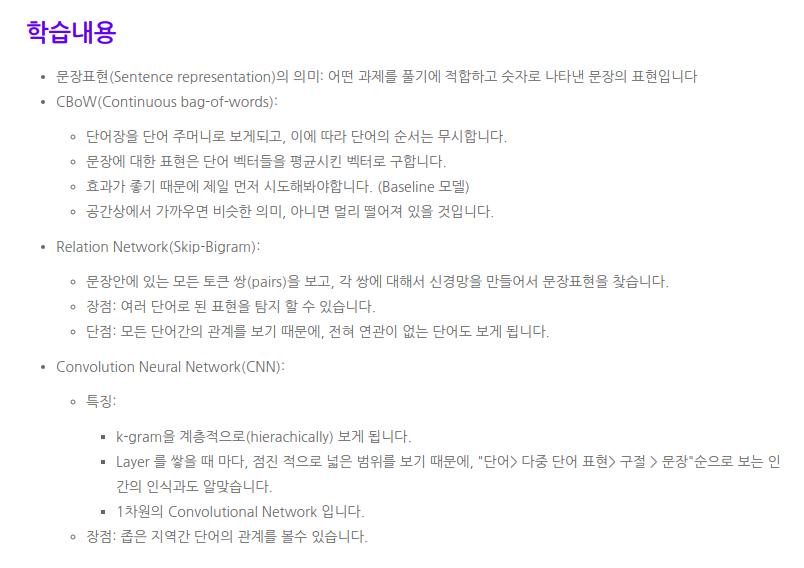 학습내용
문장표현(Sentence representation)의 의미: 어떤 과제를 풀기에 적합하고 숫자로 나타낸 문장의 표현입니다
CBoW(Continuous bag-of-words):
단어장을 단어 주머니로 보게되고, 이에 따라 단어의 순서는 무시합니다.
문장에 대한 표현은 단어 벡터들을 평균시킨 벡터로 구합니다.
효과가 좋기 때문에 제일 먼저 시도해봐야합니다. (Baseline 모델)
공간상에서 가까우면 비슷한 의미, 아니면 멀리 떨어져 있을 것입니다.
Relation Network(Skip-Bigram):
문장안에 있는 모든 토큰 쌍(pairs)을 보고, 각 쌍에 대해서 신경망을 만들어서 문장표현을 찾습니다.
장점: 여러 단어로 된 표현을 탐지 할 수 있습니다.
단점: 모든 단어간의 관계를 보기 때문에, 전혀 연관이 없는 단어도 보게 됩니다.
Convolution Neural Network(CNN):
특징:
k-gram을 계층적으로(hierachically) 보게 됩니다.
Layer 를 쌓을 때 마다, 점진 적으로 넓은 범위를 보기 때문에, "단어> 다중 단어 표현> 구절 > 문장"순으로 보는 인
간의 인식과도 알맞습니다.
1차원의 Convolutional Network 입니다.
장점: 좁은 지역간 단어의 관계를 볼수 있습니다.